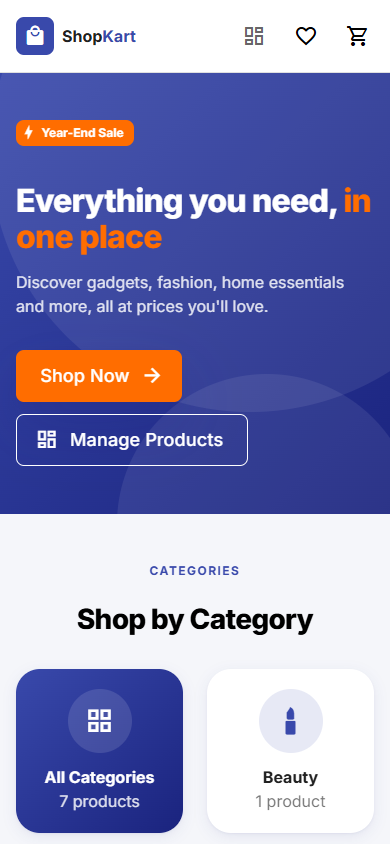 ShopKart
Year-End Sale
Everything you need, in
one place
Discover gadgets, fashion, home essentials
and more, all at prices you'll love.
Shop Now
Manage Products
CATEGORIES
Shop by Category
All Categories
7 products
Beauty
1 product